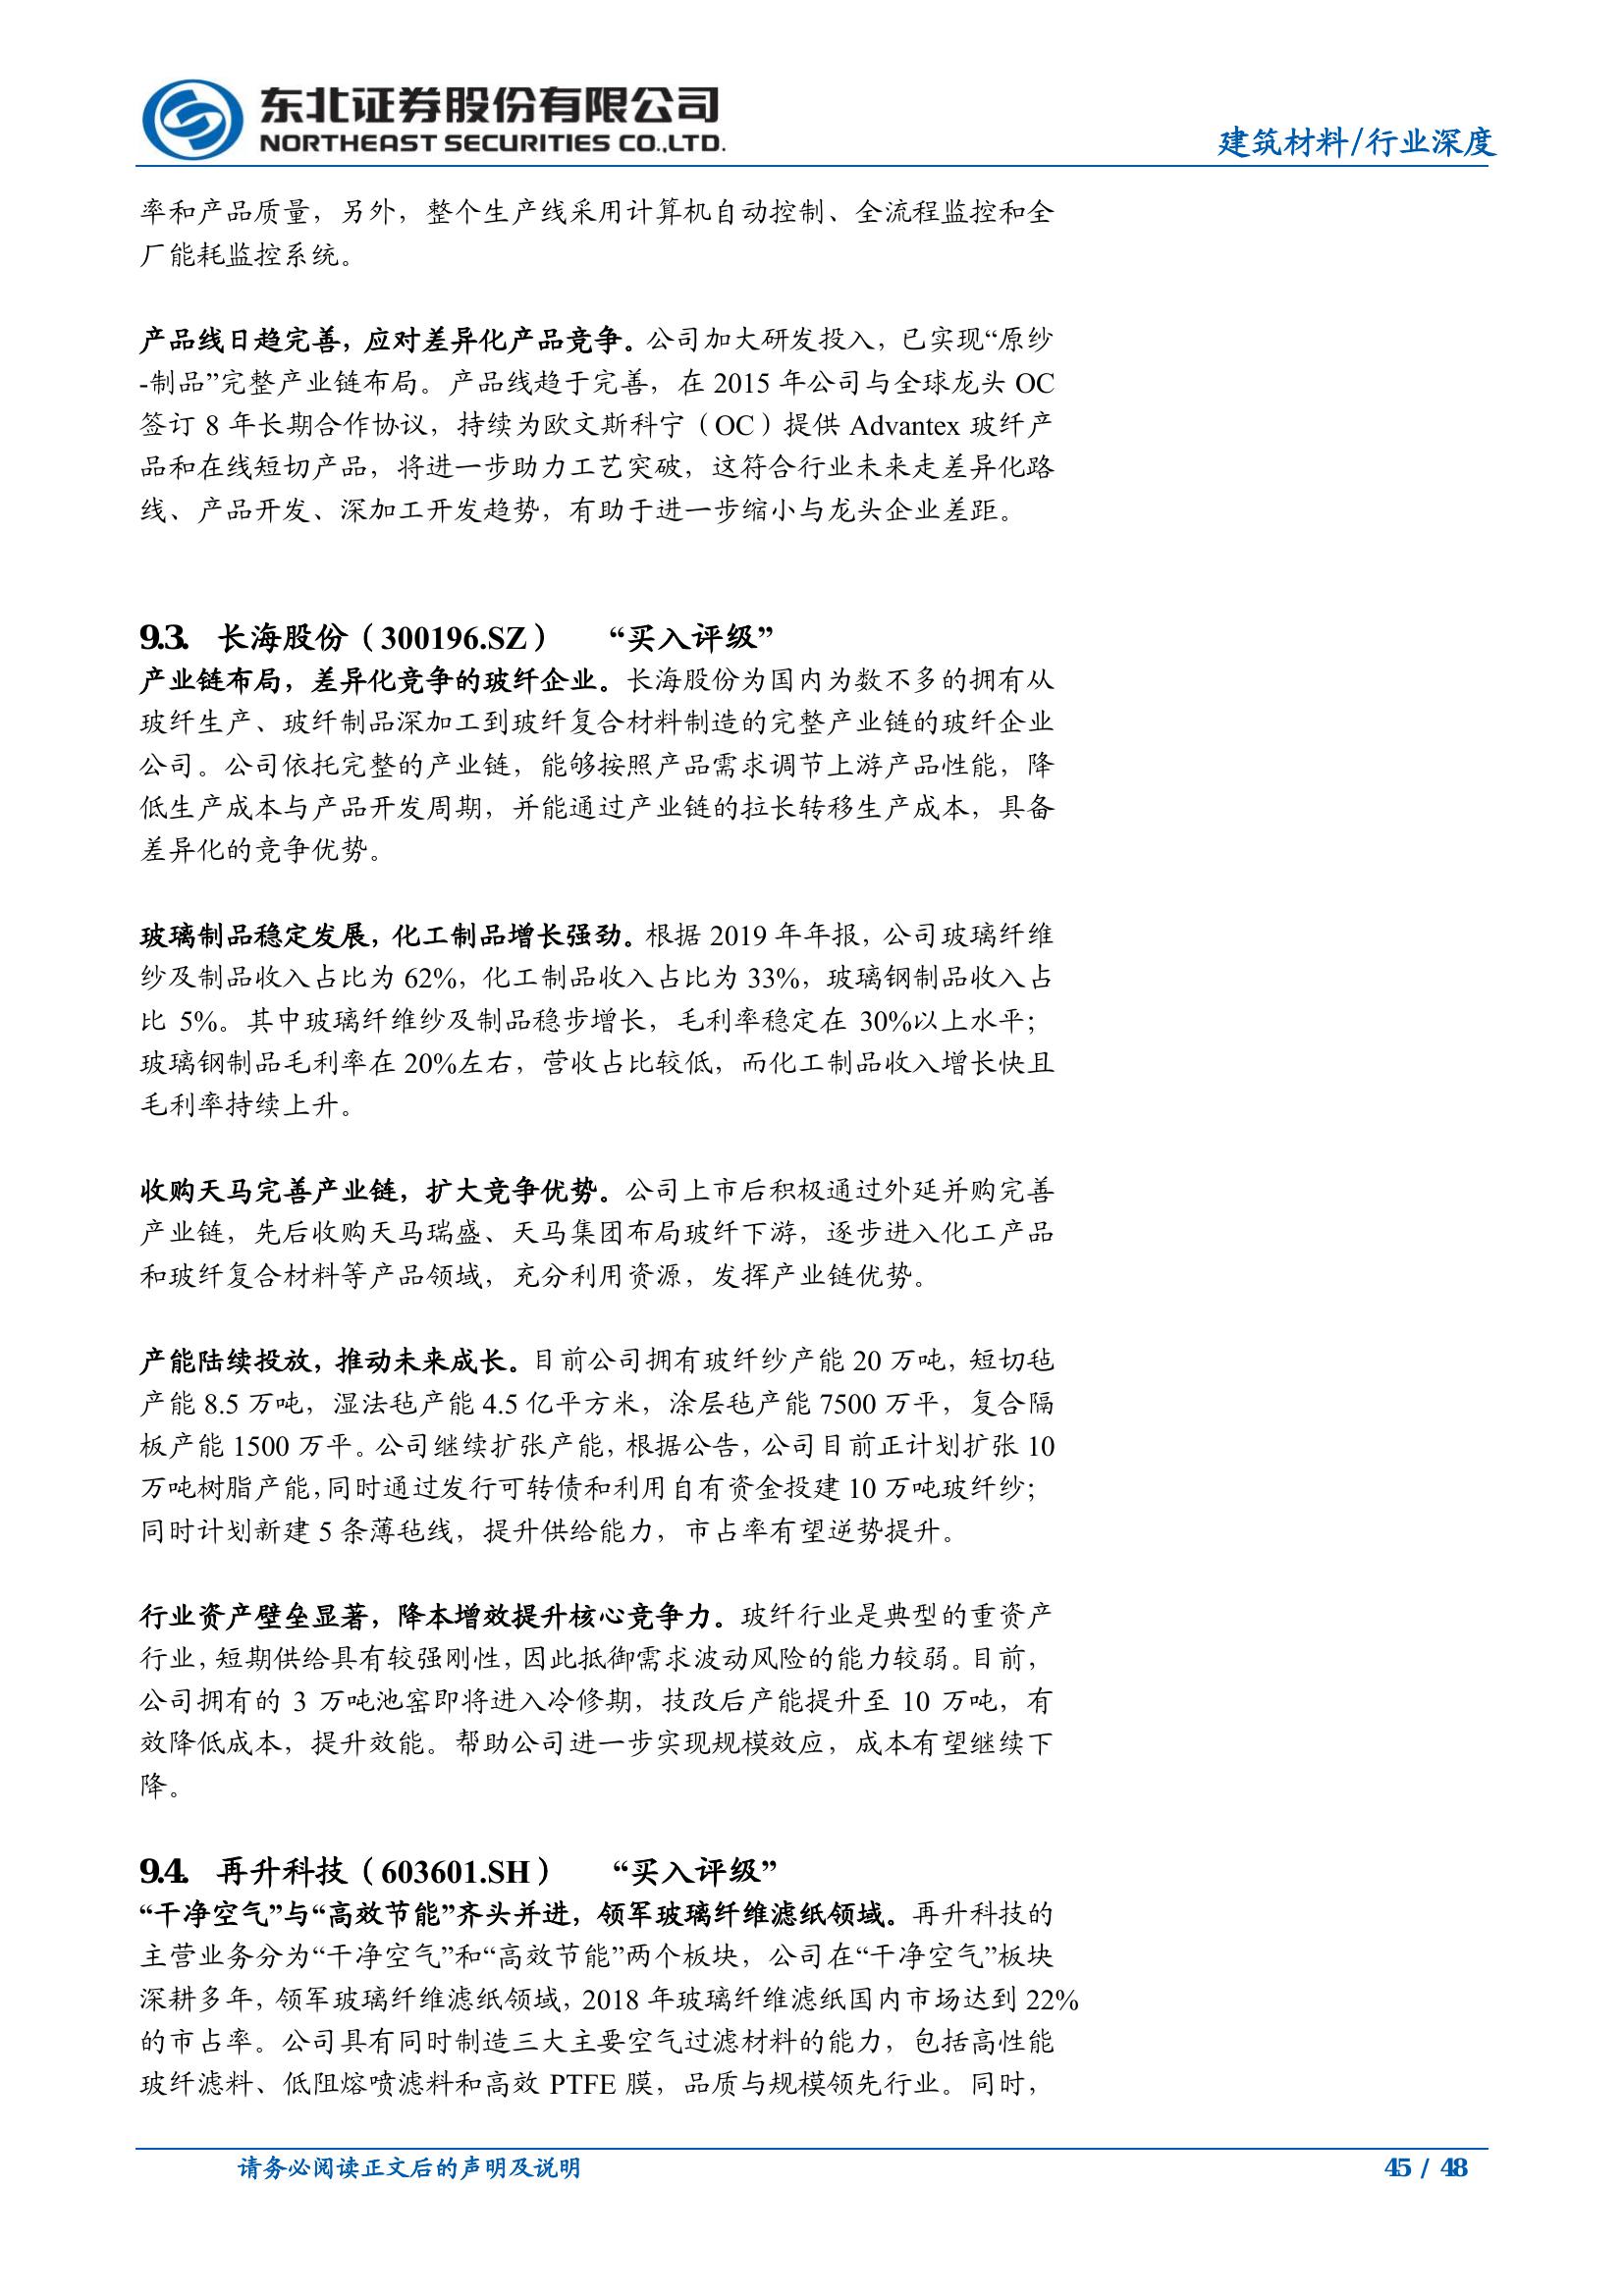 东北证券股份有限公司
NORTHEAST SECURITIES CO.,LTD.
建筑材料/行业深度
率和产品质量，另外，整个生产线采用计算机自动控制、全流程监控和全
厂能耗监控系统。
产品线日趋完善，应对差异化产品竞争。公司加大研发投入，已实现“原纱
-制品”完整产业链布局。产品线趋于完善，在 2015 年公司与全球龙头 OC
签订 8 年长期合作协议，持续为欧文斯科宁（OC）提供 Advantex 玻纤产
品和在线短切产品，将进一步助力工艺突破，这符合行业未来走差异化路
线、产品开发、深加工开发趋势，有助于进一步缩小与龙头企业差距。
9.3. 长海股份（300196.SZ） “买入评级”
产业链布局，差异化竞争的玻纤企业。长海股份为国内为数不多的拥有从
玻纤生产、玻纤制品深加工到玻纤复合材料制造的完整产业链的玻纤企业
公司。公司依托完整的产业链，能够按照产品需求调节上游产品性能，降
低生产成本与产品开发周期，并能通过产业链的拉长转移生产成本，具备
差异化的竞争优势。
玻璃制品稳定发展，化工制品增长强劲。根据 2019 年年报，公司玻璃纤维
纱及制品收入占比为 62%，化工制品收入占比为 33%，玻璃钢制品收入占
比 5%。其中玻璃纤维纱及制品稳步增长，毛利率稳定在 30%以上水平；
玻璃钢制品毛利率在 20%左右，营收占比较低，而化工制品收入增长快且
毛利率持续上升。
收购天马完善产业链，扩大竞争优势。公司上市后积极通过外延并购完善
产业链，先后收购天马瑞盛、天马集团布局玻纤下游，逐步进入化工产品
和玻纤复合材料等产品领域，充分利用资源，发挥产业链优势。
产能陆续投放，推动未来成长。目前公司拥有玻纤纱产能 20 万吨，短切毡
产能 8.5 万吨，湿法毡产能 4.5 亿平方米，涂层毡产能 7500 万平，复合隔
板产能 1500 万平。公司继续扩张产能，根据公告，公司目前正计划扩张 10
万吨树脂产能，同时通过发行可转债和利用自有资金投建 10 万吨玻纤纱；
同时计划新建 5 条薄毡线，提升供给能力，市占率有望逆势提升。
行业资产壁垒显著，降本增效提升核心竞争力。玻纤行业是典型的重资产
行业，短期供给具有较强刚性，因此抵御需求波动风险的能力较弱。目前，
公司拥有的 3 万吨池窑即将进入冷修期，技改后产能提升至 10 万吨，有
效降低成本，提升效能。帮助公司进一步实现规模效应，成本有望继续下
降。
9.4. 再升科技（603601.SH） “买入评级”
“干净空气”与“高效节能”齐头并进，领军玻璃纤维滤纸领域。再升科技的
主营业务分为“干净空气”和“高效节能”两个板块，公司在“干净空气”板块
深耕多年，领军玻璃纤维滤纸领域，2018 年玻璃纤维滤纸国内市场达到 22%
的市占率。公司具有同时制造三大主要空气过滤材料的能力，包括高性能
玻纤滤料、低阻熔喷滤料和高效 PTFE 膜，品质与规模领先行业。同时，
请务必阅读正文后的声明及说明
45 / 48